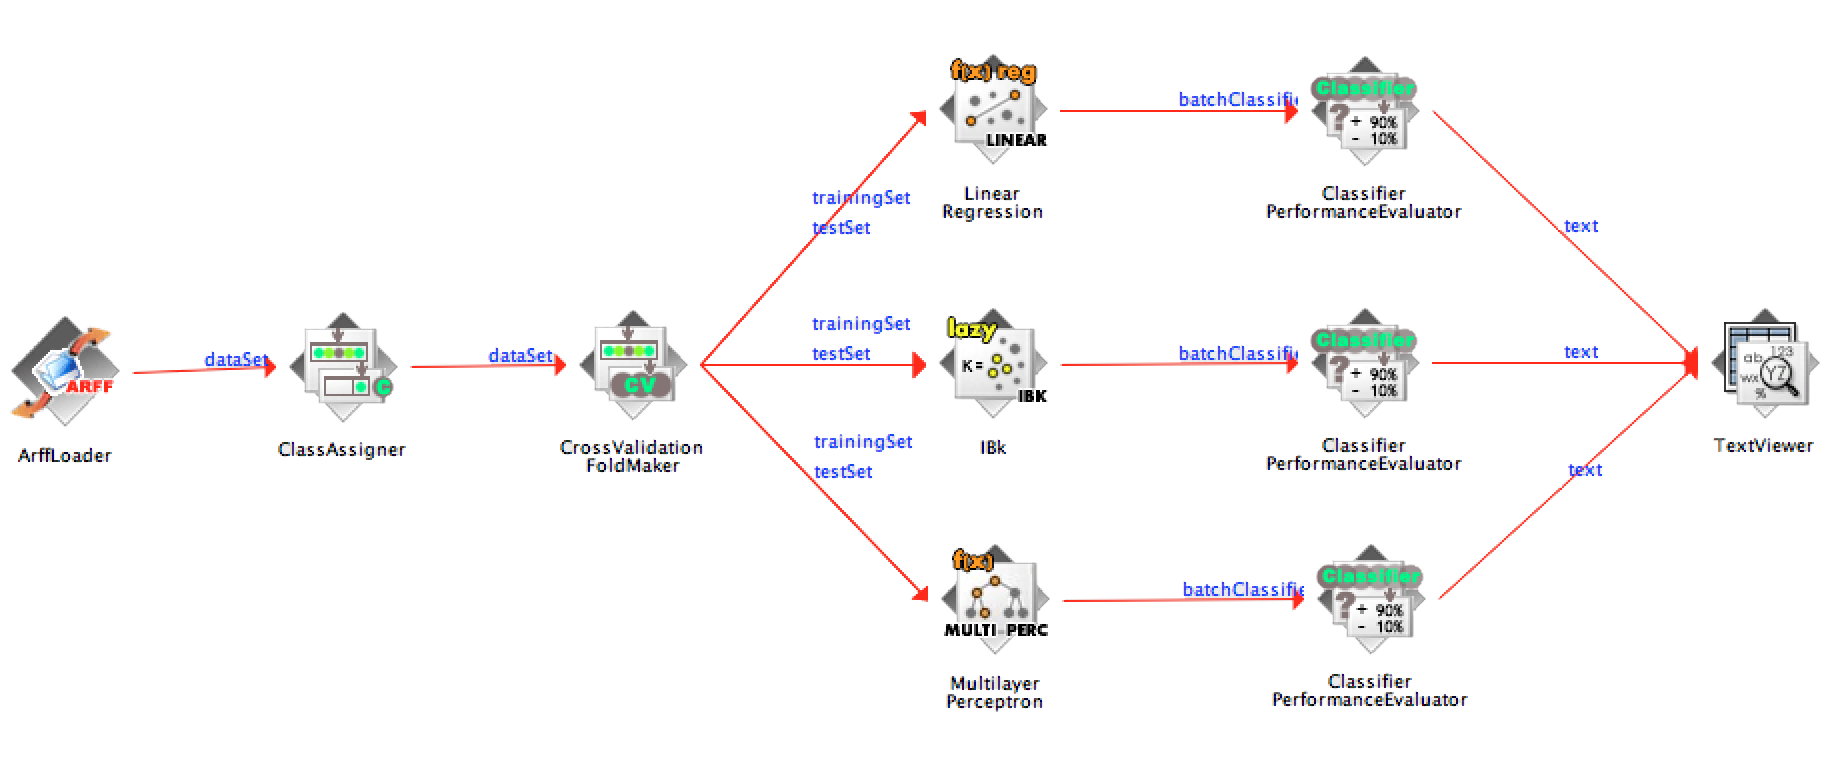 f(x) reg
LINEAR
Linear
Regression
batchClassifi
Classifier
?
+ 90%
- 10%
Classifier
PerformanceEvaluator
trainingSet
testSet
text
ARFF
ArffLoader
dataSet
C
ClassAssigner
dataSet
CV
CrossValidation
FoldMaker
trainingSet
testSet
lazy
K=
IBK
IBk
batchClassifi
Classifier
?
+ 90%
- 10%
Classifier
PerformanceEvaluator
text
ab 123
wx YZ
%
TextViewer
trainingSet
testSet
f(x)
MULTI-PERC
Multilayer
Perceptron
batchClassifie
Classifier
?
+ 90%
- 10%
Classifier
PerformanceEvaluator
text